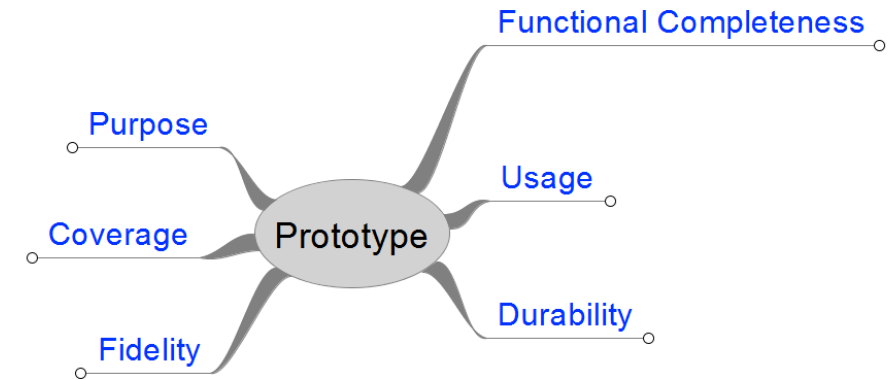 Functional Completeness
Purpose
Usage
Coverage
Prototype
Durability
Fidelity